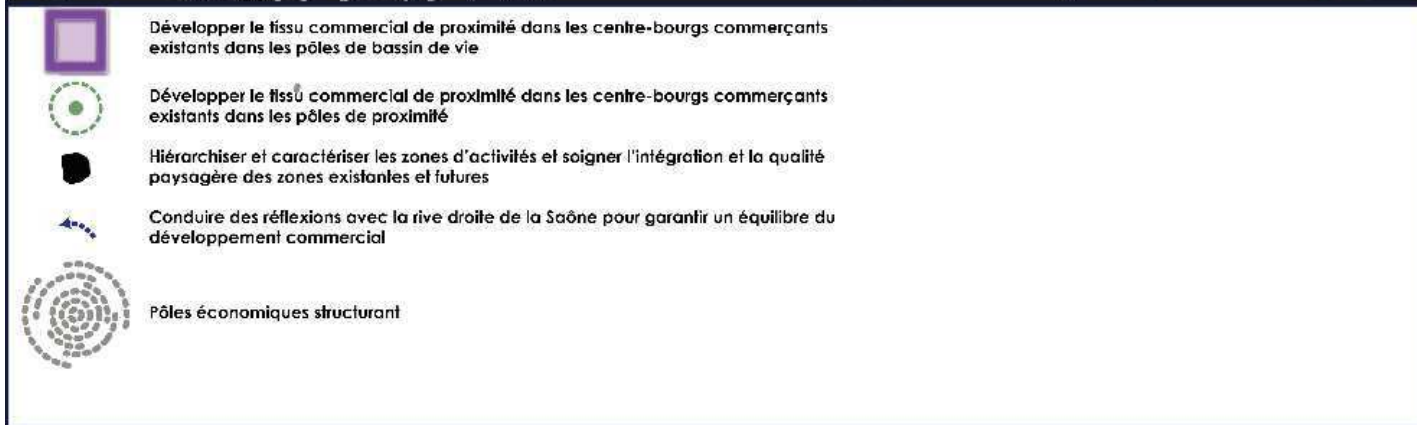 Développer le tissu commercial de proximité dans les centre-bourgs commerçants
existants dans les pôles de bassin de vie
Développer le tissu commercial de proximité dans les centre-bourgs commerçants
existants dans les pôles de proximité
Hiérarchiser et caractériser les zones d'activités et soigner l'intégration et la qualité
paysagère des zones existantes et futures
Conduire des réflexions avec la rive droite de la Saône pour garantir un équilibre du
développement commercial
Pôles économiques structurant